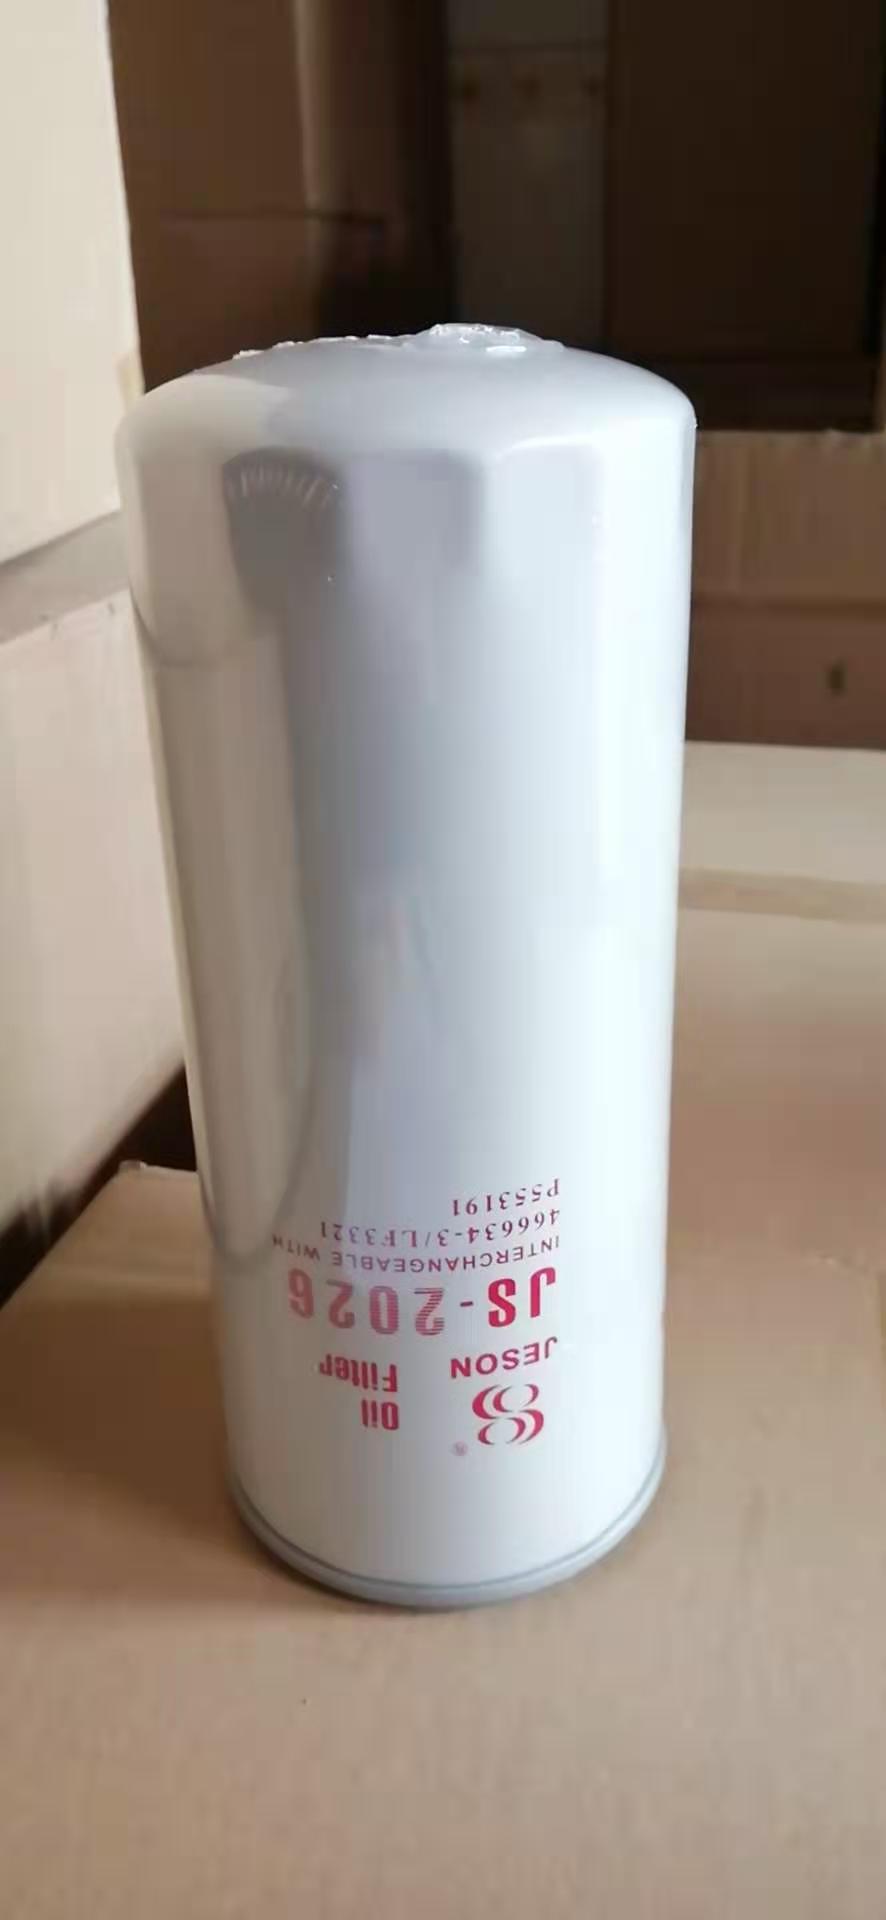 ®
Oil
Filter
JESON
JS-2026
INTERCHANGEABLE WITH
466634-3/LF3321
P553191